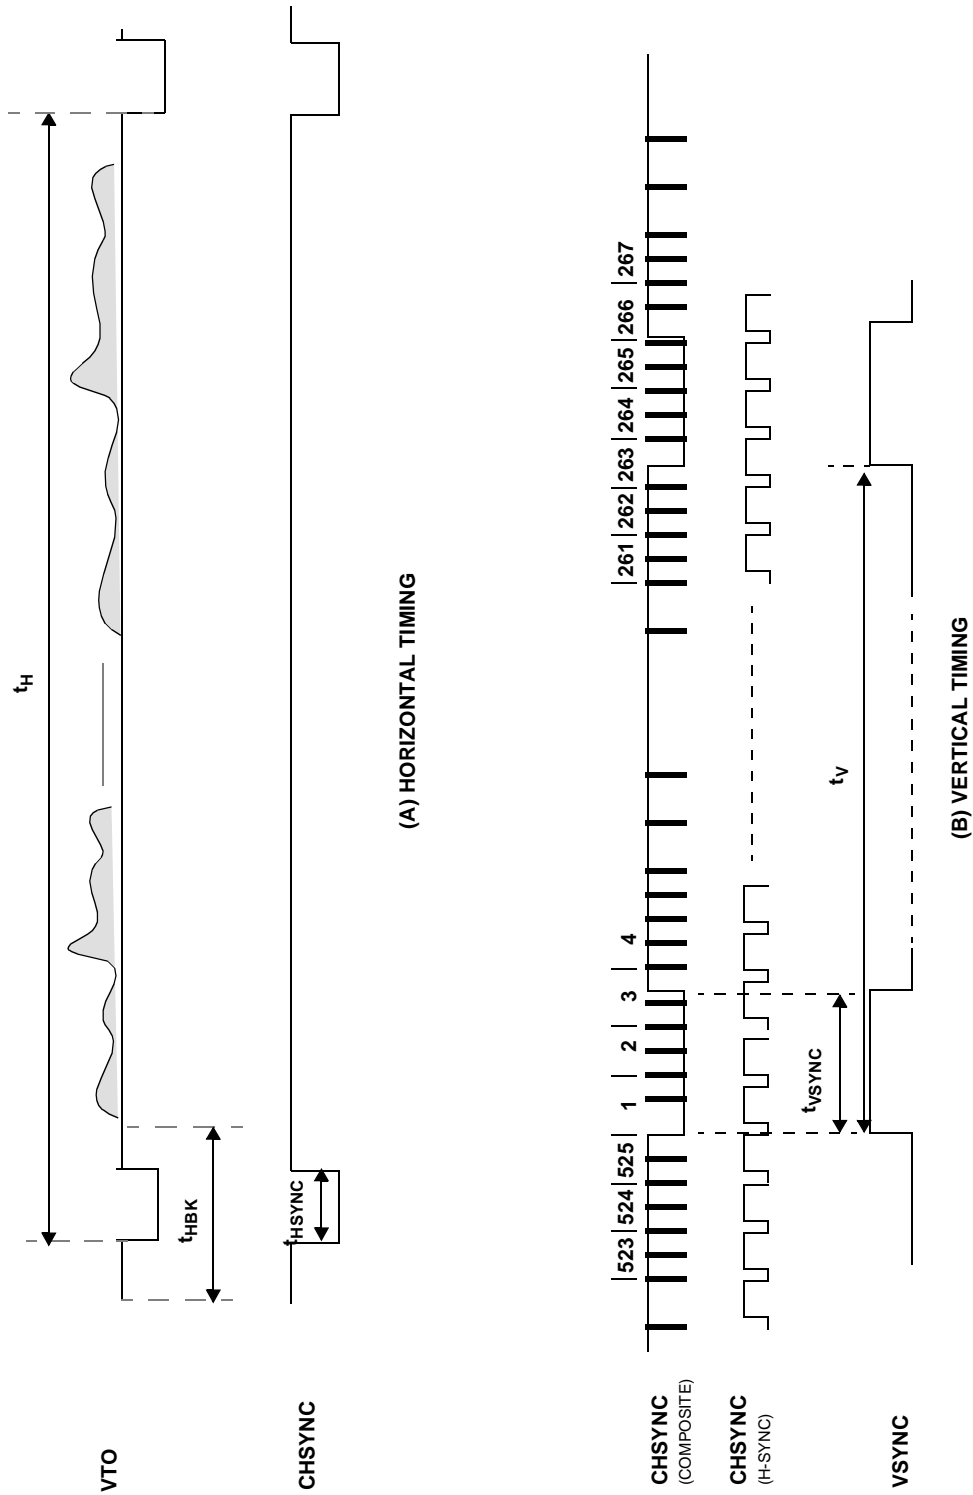 VTO
t_H
t_HBK
CHSYNC
t_HSYNC
(A) HORIZONTAL TIMING
523 524 525 1 2 3 4 261 262 263 264 265 266 267
CHSYNC
(COMPOSITE)
CHSYNC
(H-SYNC)
t_VSYNC
t_V
VSYNC
(B) VERTICAL TIMING